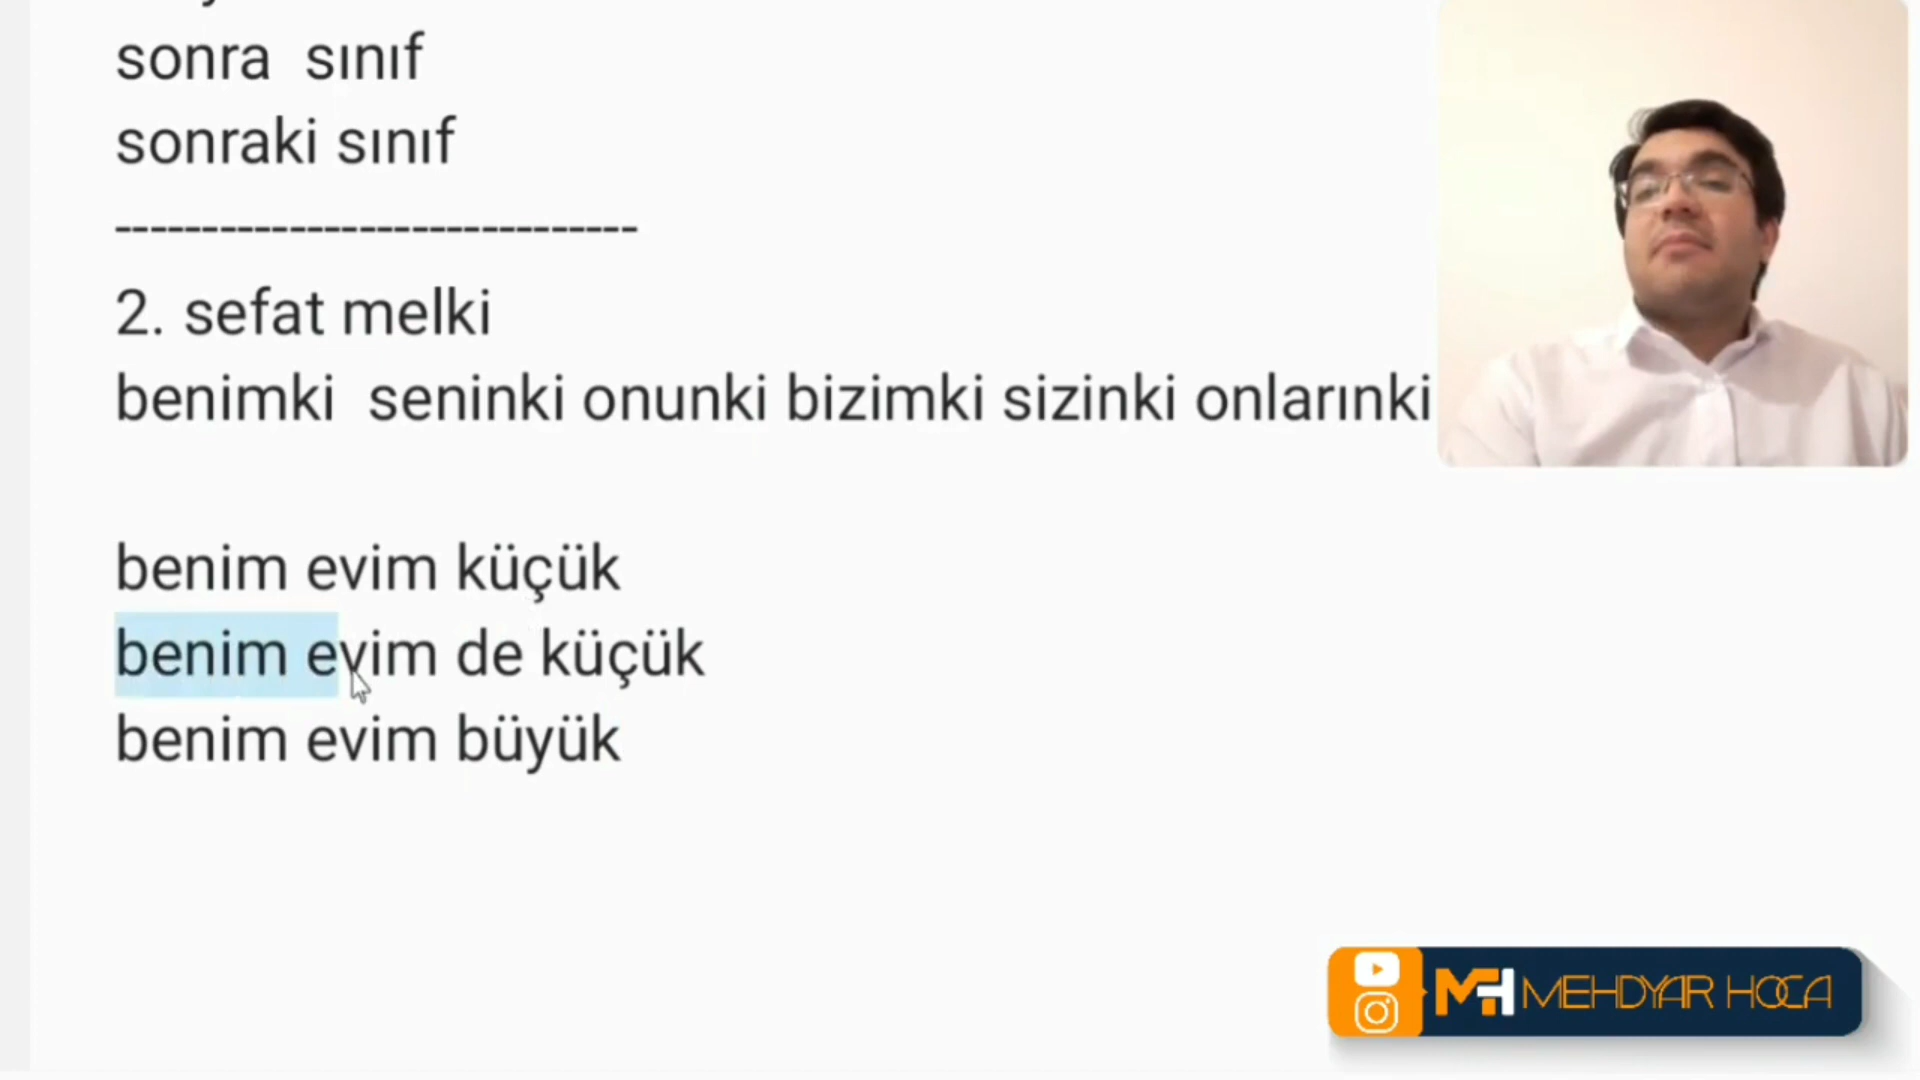 sonra sınıf
sonraki sınıf
------------------------------
2. sefat melki
benimki seninki onunki bizimki sizinki onlarınki
benim evim küçük
benim evim de küçük
benim evim büyük
MH MEHDYAR HOCA